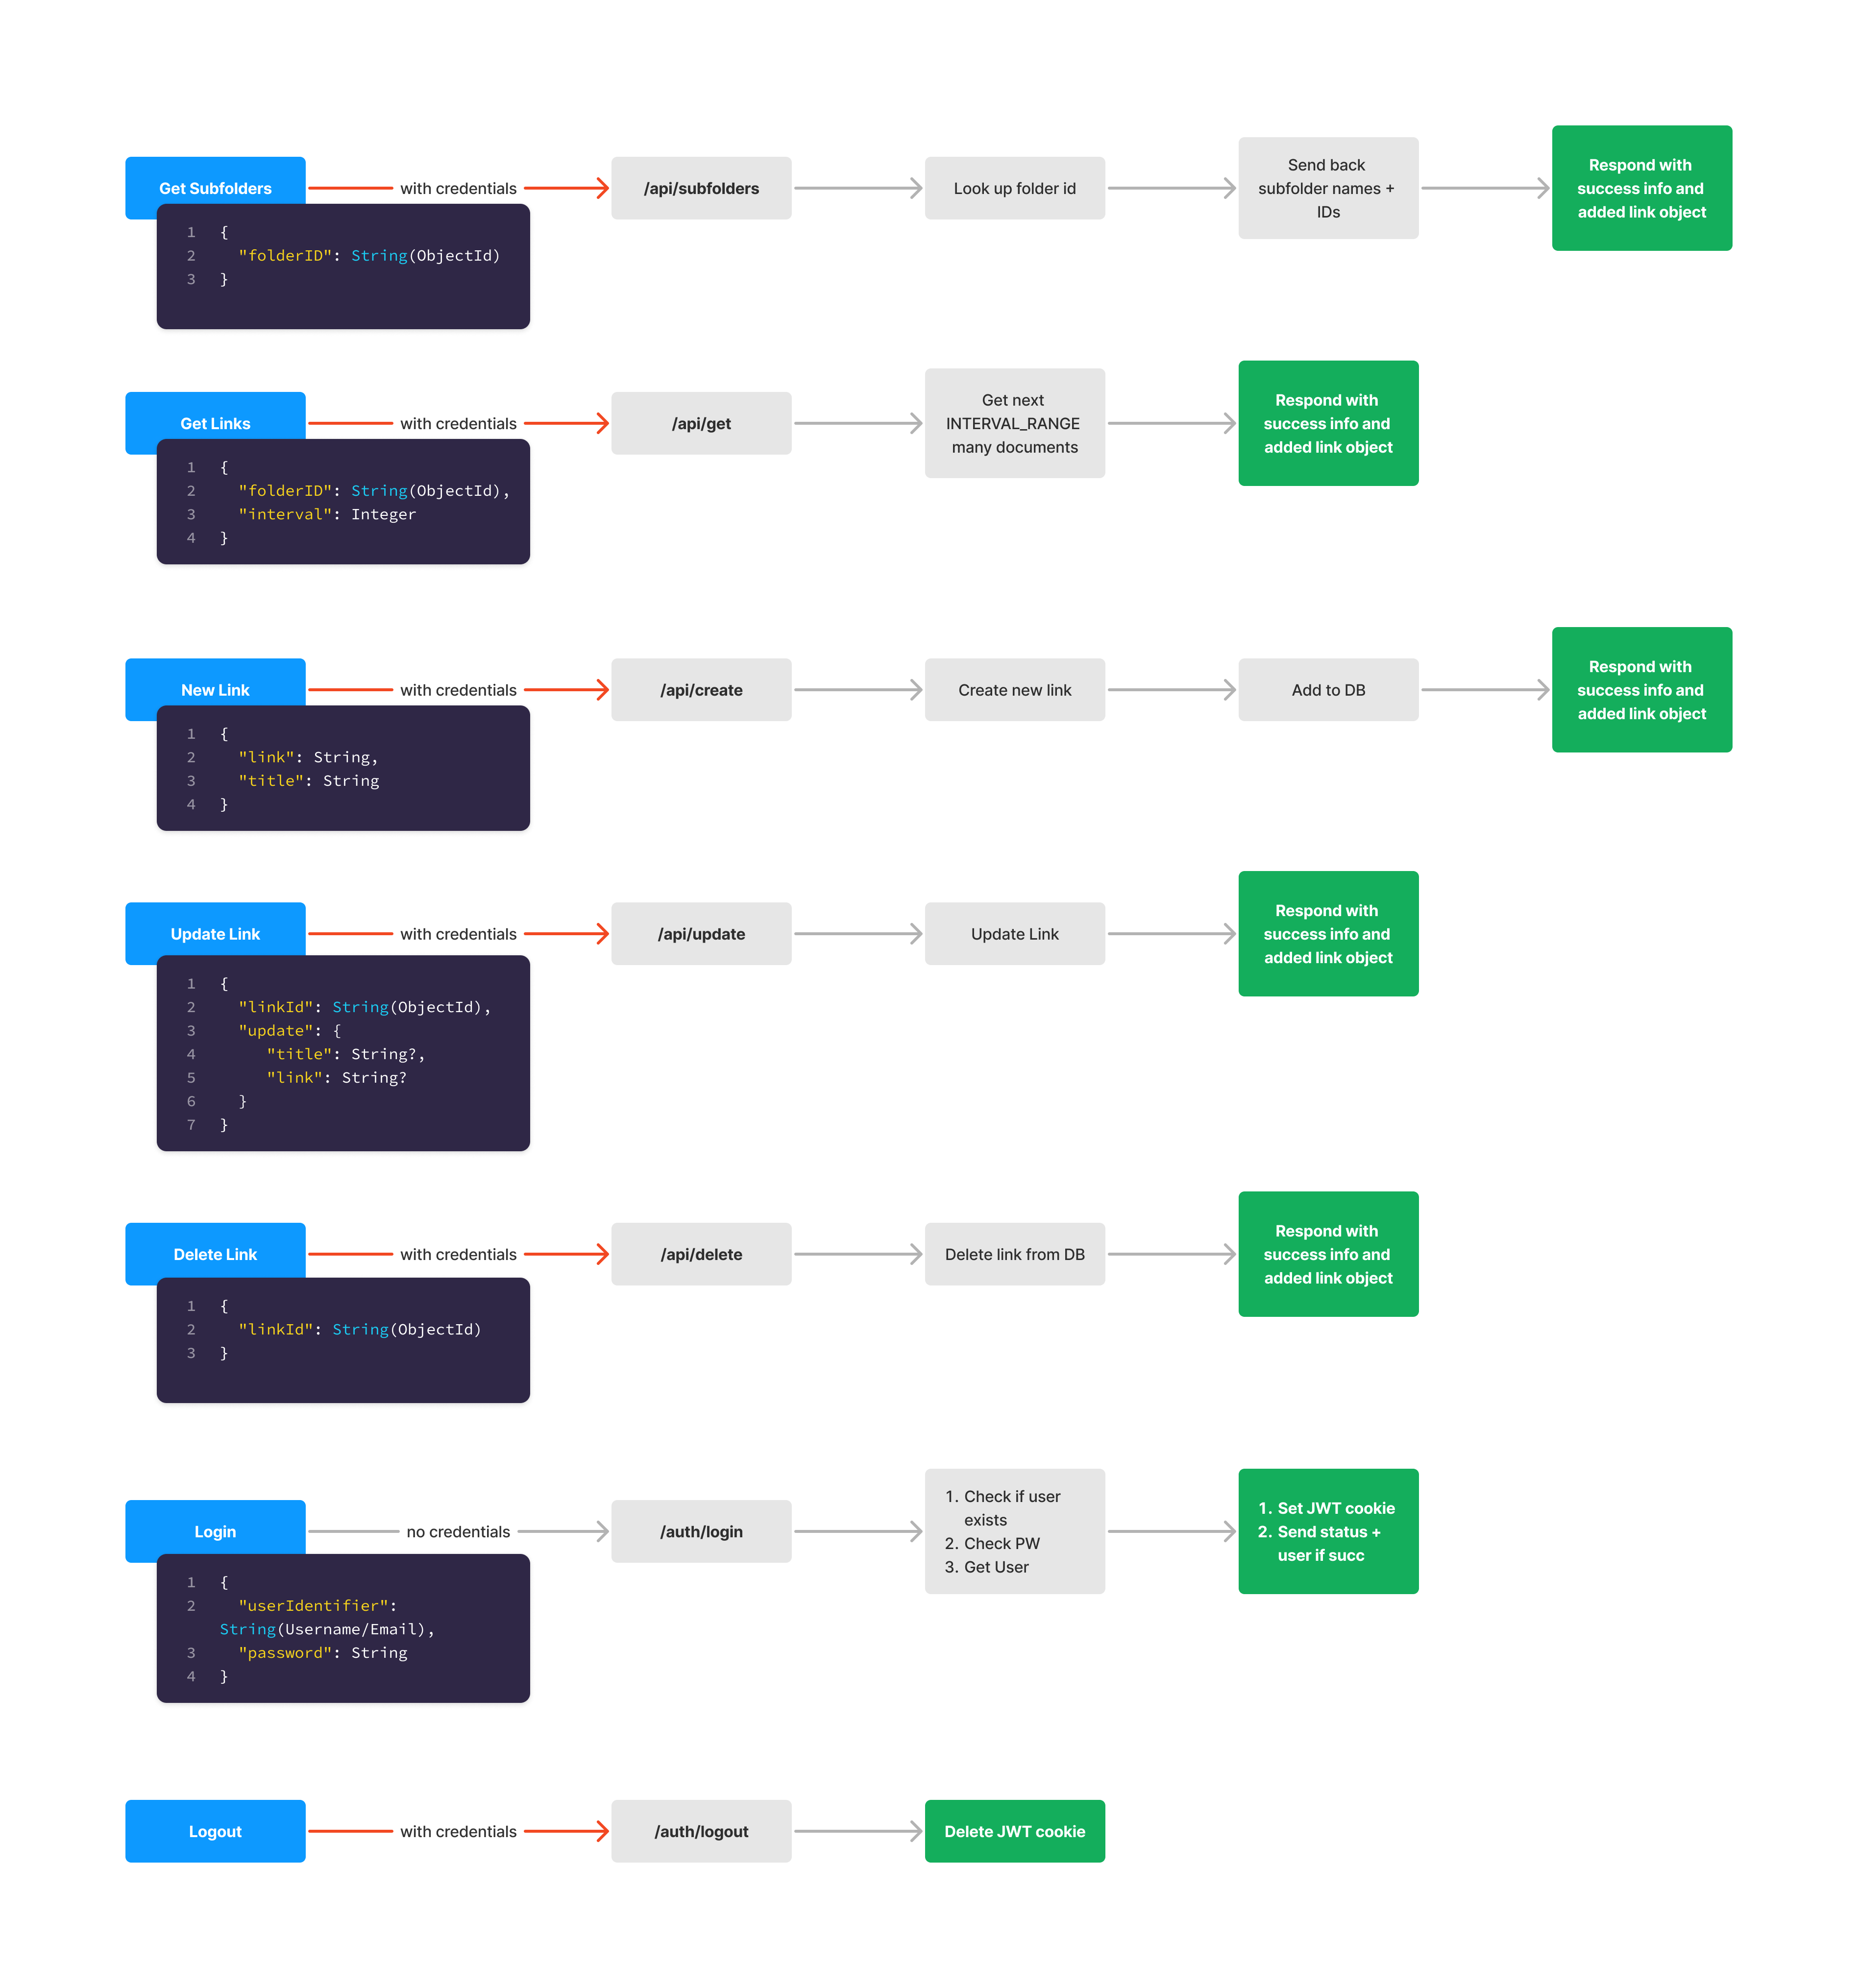 Get Subfolders
with credentials
/api/subfolders
Look up folder id
Send back
subfolder names +
IDs
Respond with
success info and
added link object
1 {
2 "folderID": String(ObjectId)
3 }
Get Links
with credentials
/api/get
Get next
INTERVAL_RANGE
many documents
Respond with
success info and
added link object
1 {
2 "folderID": String(ObjectId),
3 "interval": Integer
4 }
New Link
with credentials
/api/create
Create new link
Add to DB
Respond with
success info and
added link object
1 {
2 "link": String,
3 "title": String
4 }
Update Link
with credentials
/api/update
Update Link
Respond with
success info and
added link object
1 {
2 "linkId": String(ObjectId),
3 "update": {
4 "title": String?,
5 "link": String?
6 }
7 }
Delete Link
with credentials
/api/delete
Delete link from DB
Respond with
success info and
added link object
1 {
2 "linkId": String(ObjectId)
3 }
Login
no credentials
/auth/login
1. Check if user
exists
2. Check PW
3. Get User
1. Set JWT cookie
2. Send status +
user if succ
1 {
2 "userIdentifier":
String(Username/Email),
3 "password": String
4 }
Logout
with credentials
/auth/logout
Delete JWT cookie